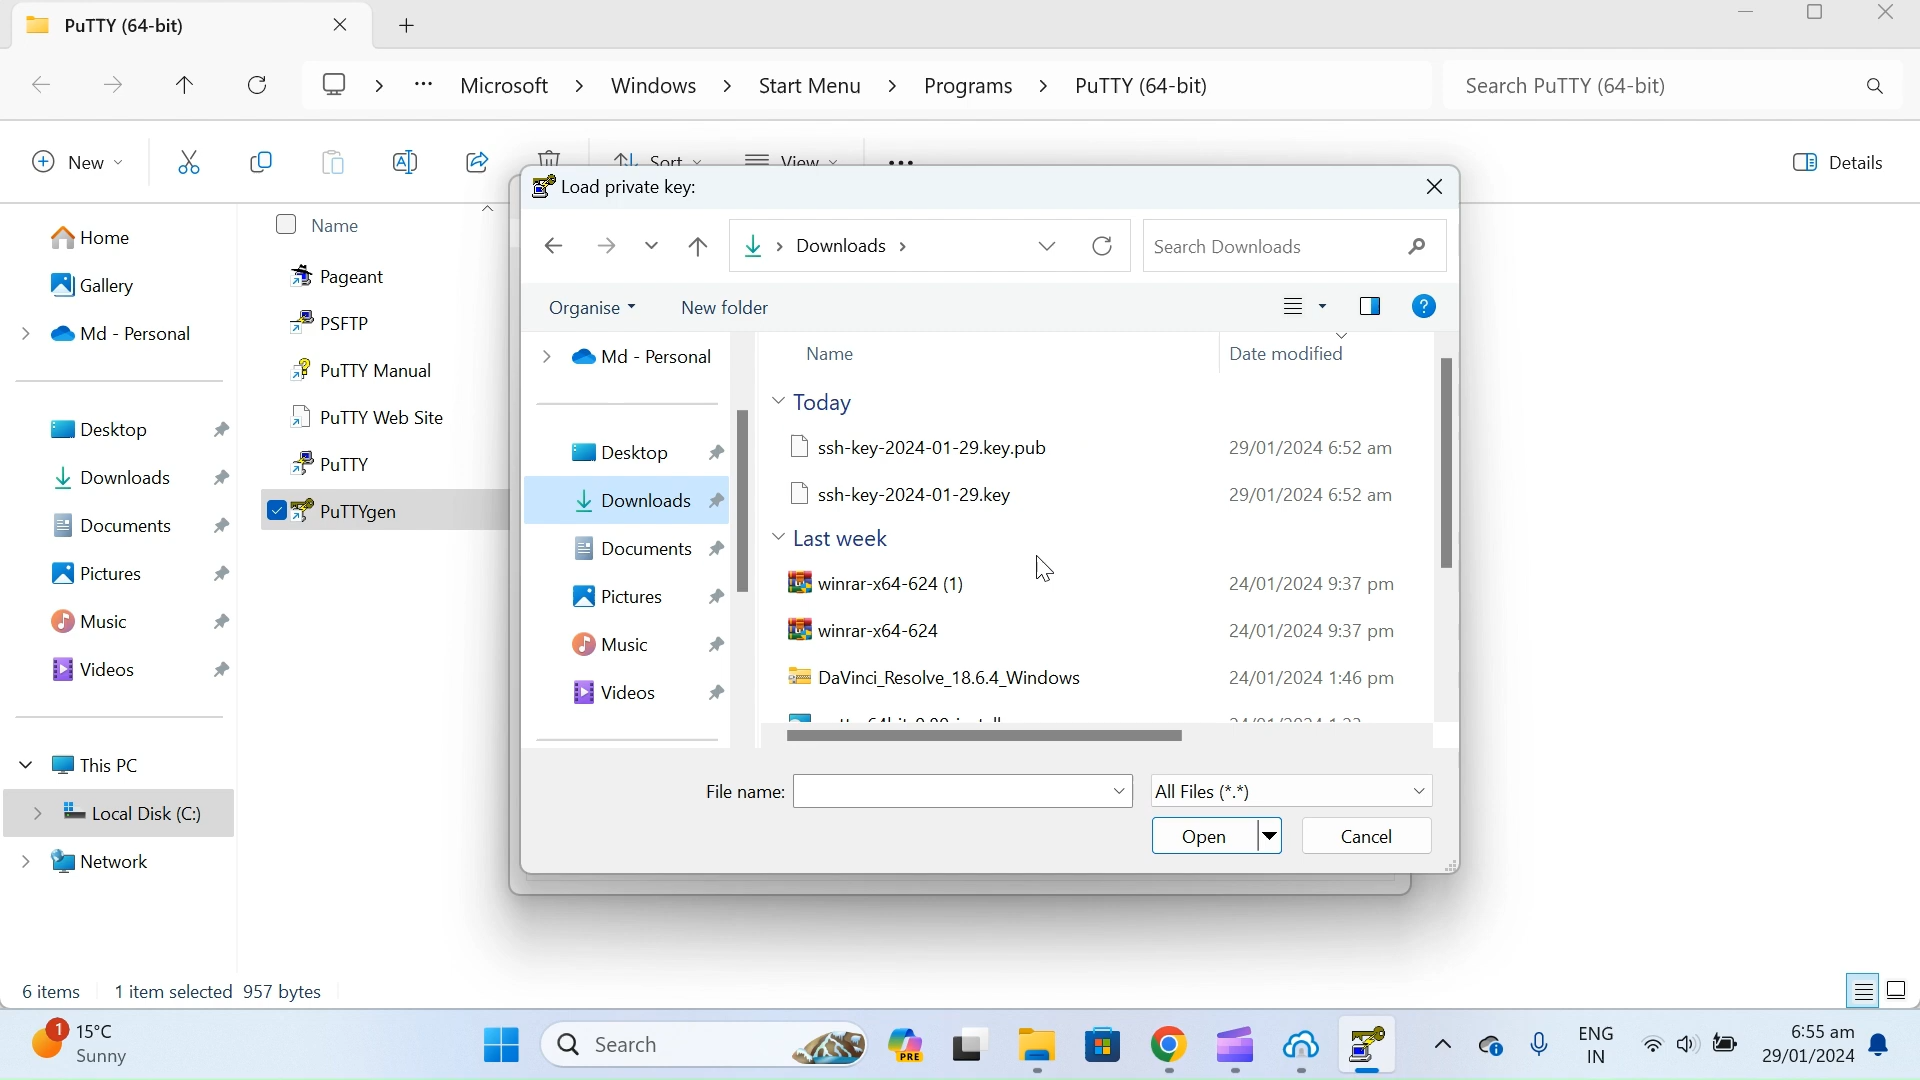 PuTTY (64-bit)
Microsoft > Windows > Start Menu > Programs > PuTTY (64-bit)
Search PuTTY (64-bit)
New
Sort
View
Details
Home
Gallery
Md - Personal
Desktop
Downloads
Documents
Pictures
Music
Videos
This PC
Local Disk (C:)
Network
Name
Pageant
PSFTP
PuTTY Manual
PuTTY Web Site
PuTTY
PuTTYgen
Load private key:
Downloads
Search Downloads
Organise
New folder
Md - Personal
Desktop
Downloads
Documents
Pictures
Music
Videos
Name Date modified
Today
ssh-key-2024-01-29.key.pub 29/01/2024 6:52 am
ssh-key-2024-01-29.key 29/01/2024 6:52 am
Last week
winrar-x64-624 (1) 24/01/2024 9:37 pm
winrar-x64-624 24/01/2024 9:37 pm
DaVinci_Resolve_18.6.4_Windows 24/01/2024 1:46 pm
File name:
All Files (*.*)
Open
Cancel
6 items 1 item selected 957 bytes
1
15°C
Sunny
Search
PRE
ENG
IN
6:55 am
29/01/2024